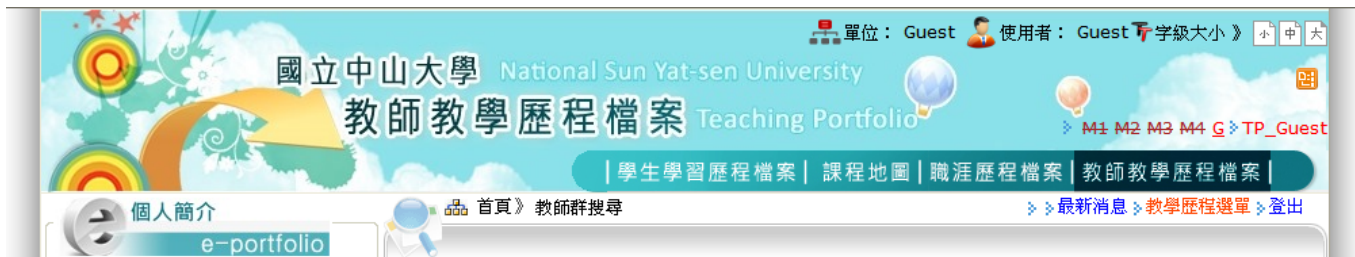 單位： Guest 使用者： Guest 字級大小 》 小 中 大
國立中山大學 National Sun Yat-sen University
教師教學歷程檔案 Teaching Portfolio
M1 M2 M3 M4 G TP_Guest
|學生學習歷程檔案| 課程地圖|職涯歷程檔案|教師教學歷程檔案|
個人簡介
e-portfolio
首頁》 教師群搜尋
最新消息 教學歷程選單 登出